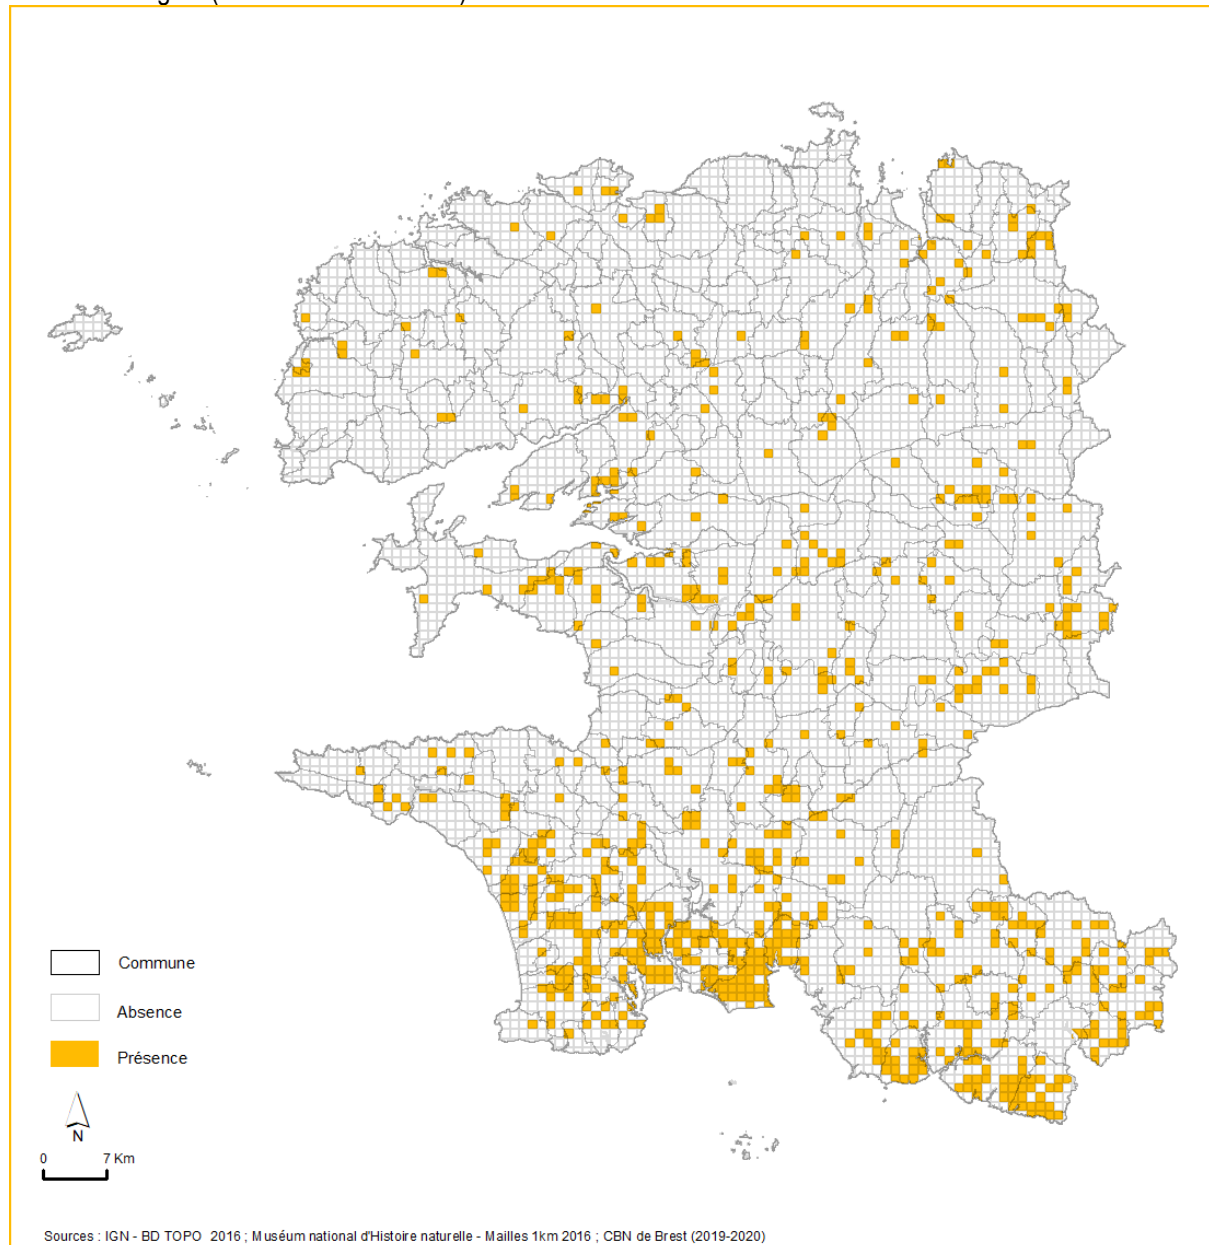 Commune
Absence
Présence
N
0 7 Km
Sources : IGN - BD TOPO 2016 ; Muséum national d'Histoire naturelle - Mailles 1km 2016 ; CBN de Brest (2019-2020)